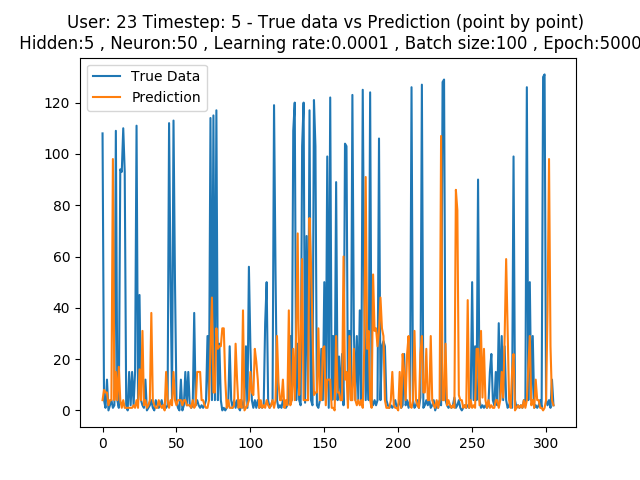 User: 23 Timestep: 5 - True data vs Prediction (point by point)
Hidden:5 , Neuron:50 , Learning rate:0.0001 , Batch size:100 , Epoch:5000
True Data
Prediction
120
100
80
60
40
20
0
0 50 100 150 200 250 300